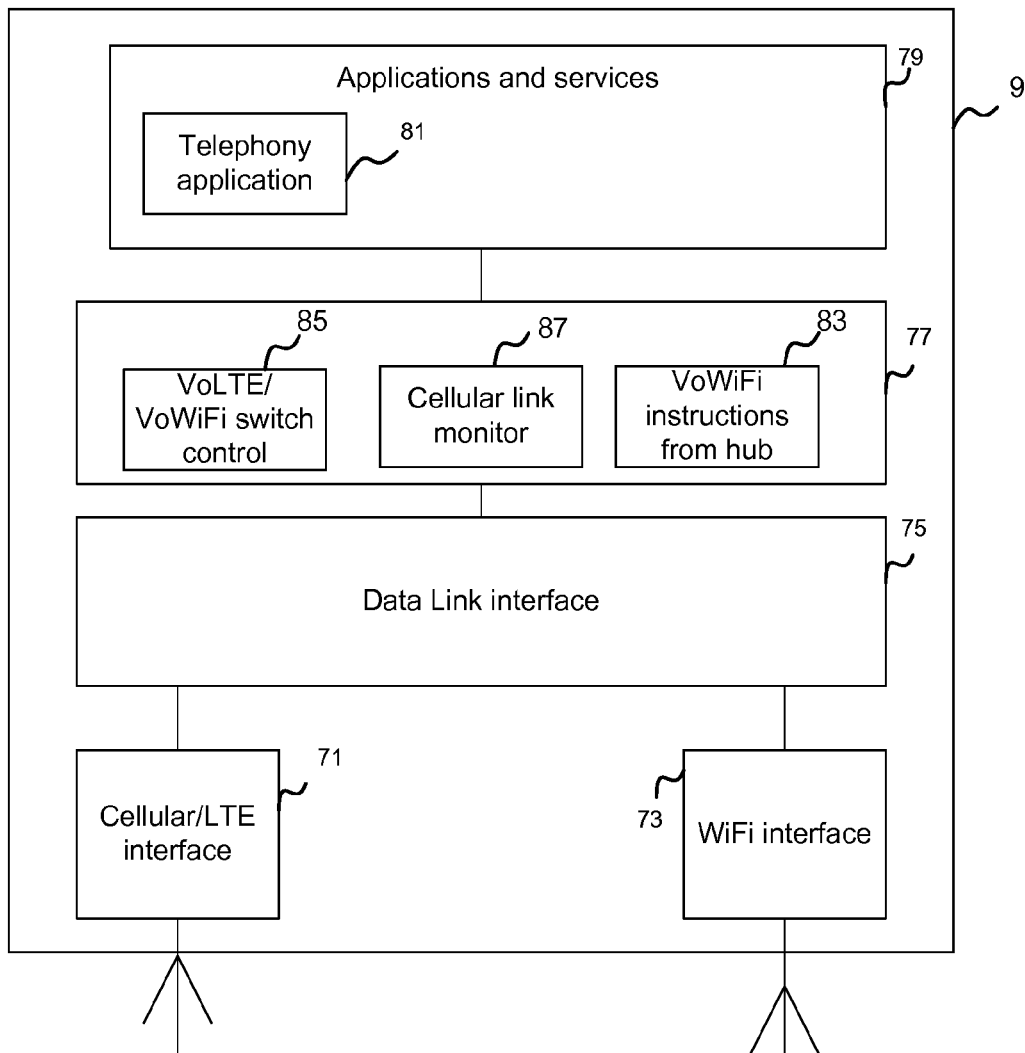 Applications and services
79
9
Telephony
application
81
85
87
83
77
VoLTE/
VoWiFi switch
control
Cellular link
monitor
VoWiFi
instructions
from hub
75
Data Link interface
71
Cellular/LTE
interface
73
WiFi interface